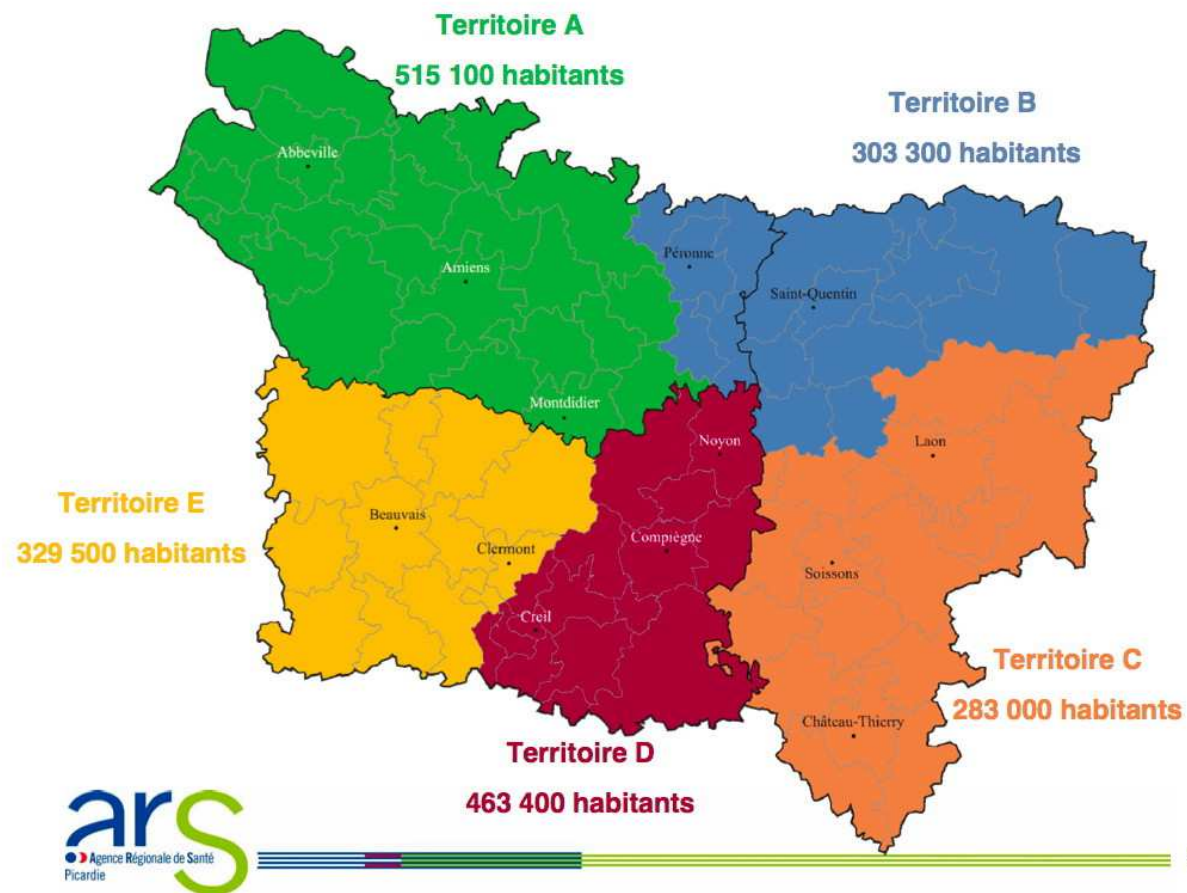 Territoire A
515 100 habitants
Territoire B
303 300 habitants
Abbeville
Péronne
Amiens
Saint-Quentin
Montdidier
Noyon
Laon
Territoire E
329 500 habitants
Beauvais
Clermont
Compiègne
Soissons
Creil
Territoire C
283 000 habitants
Château-Thierry
Territoire D
463 400 habitants
ars
Agence Régionale de Santé
Picardie